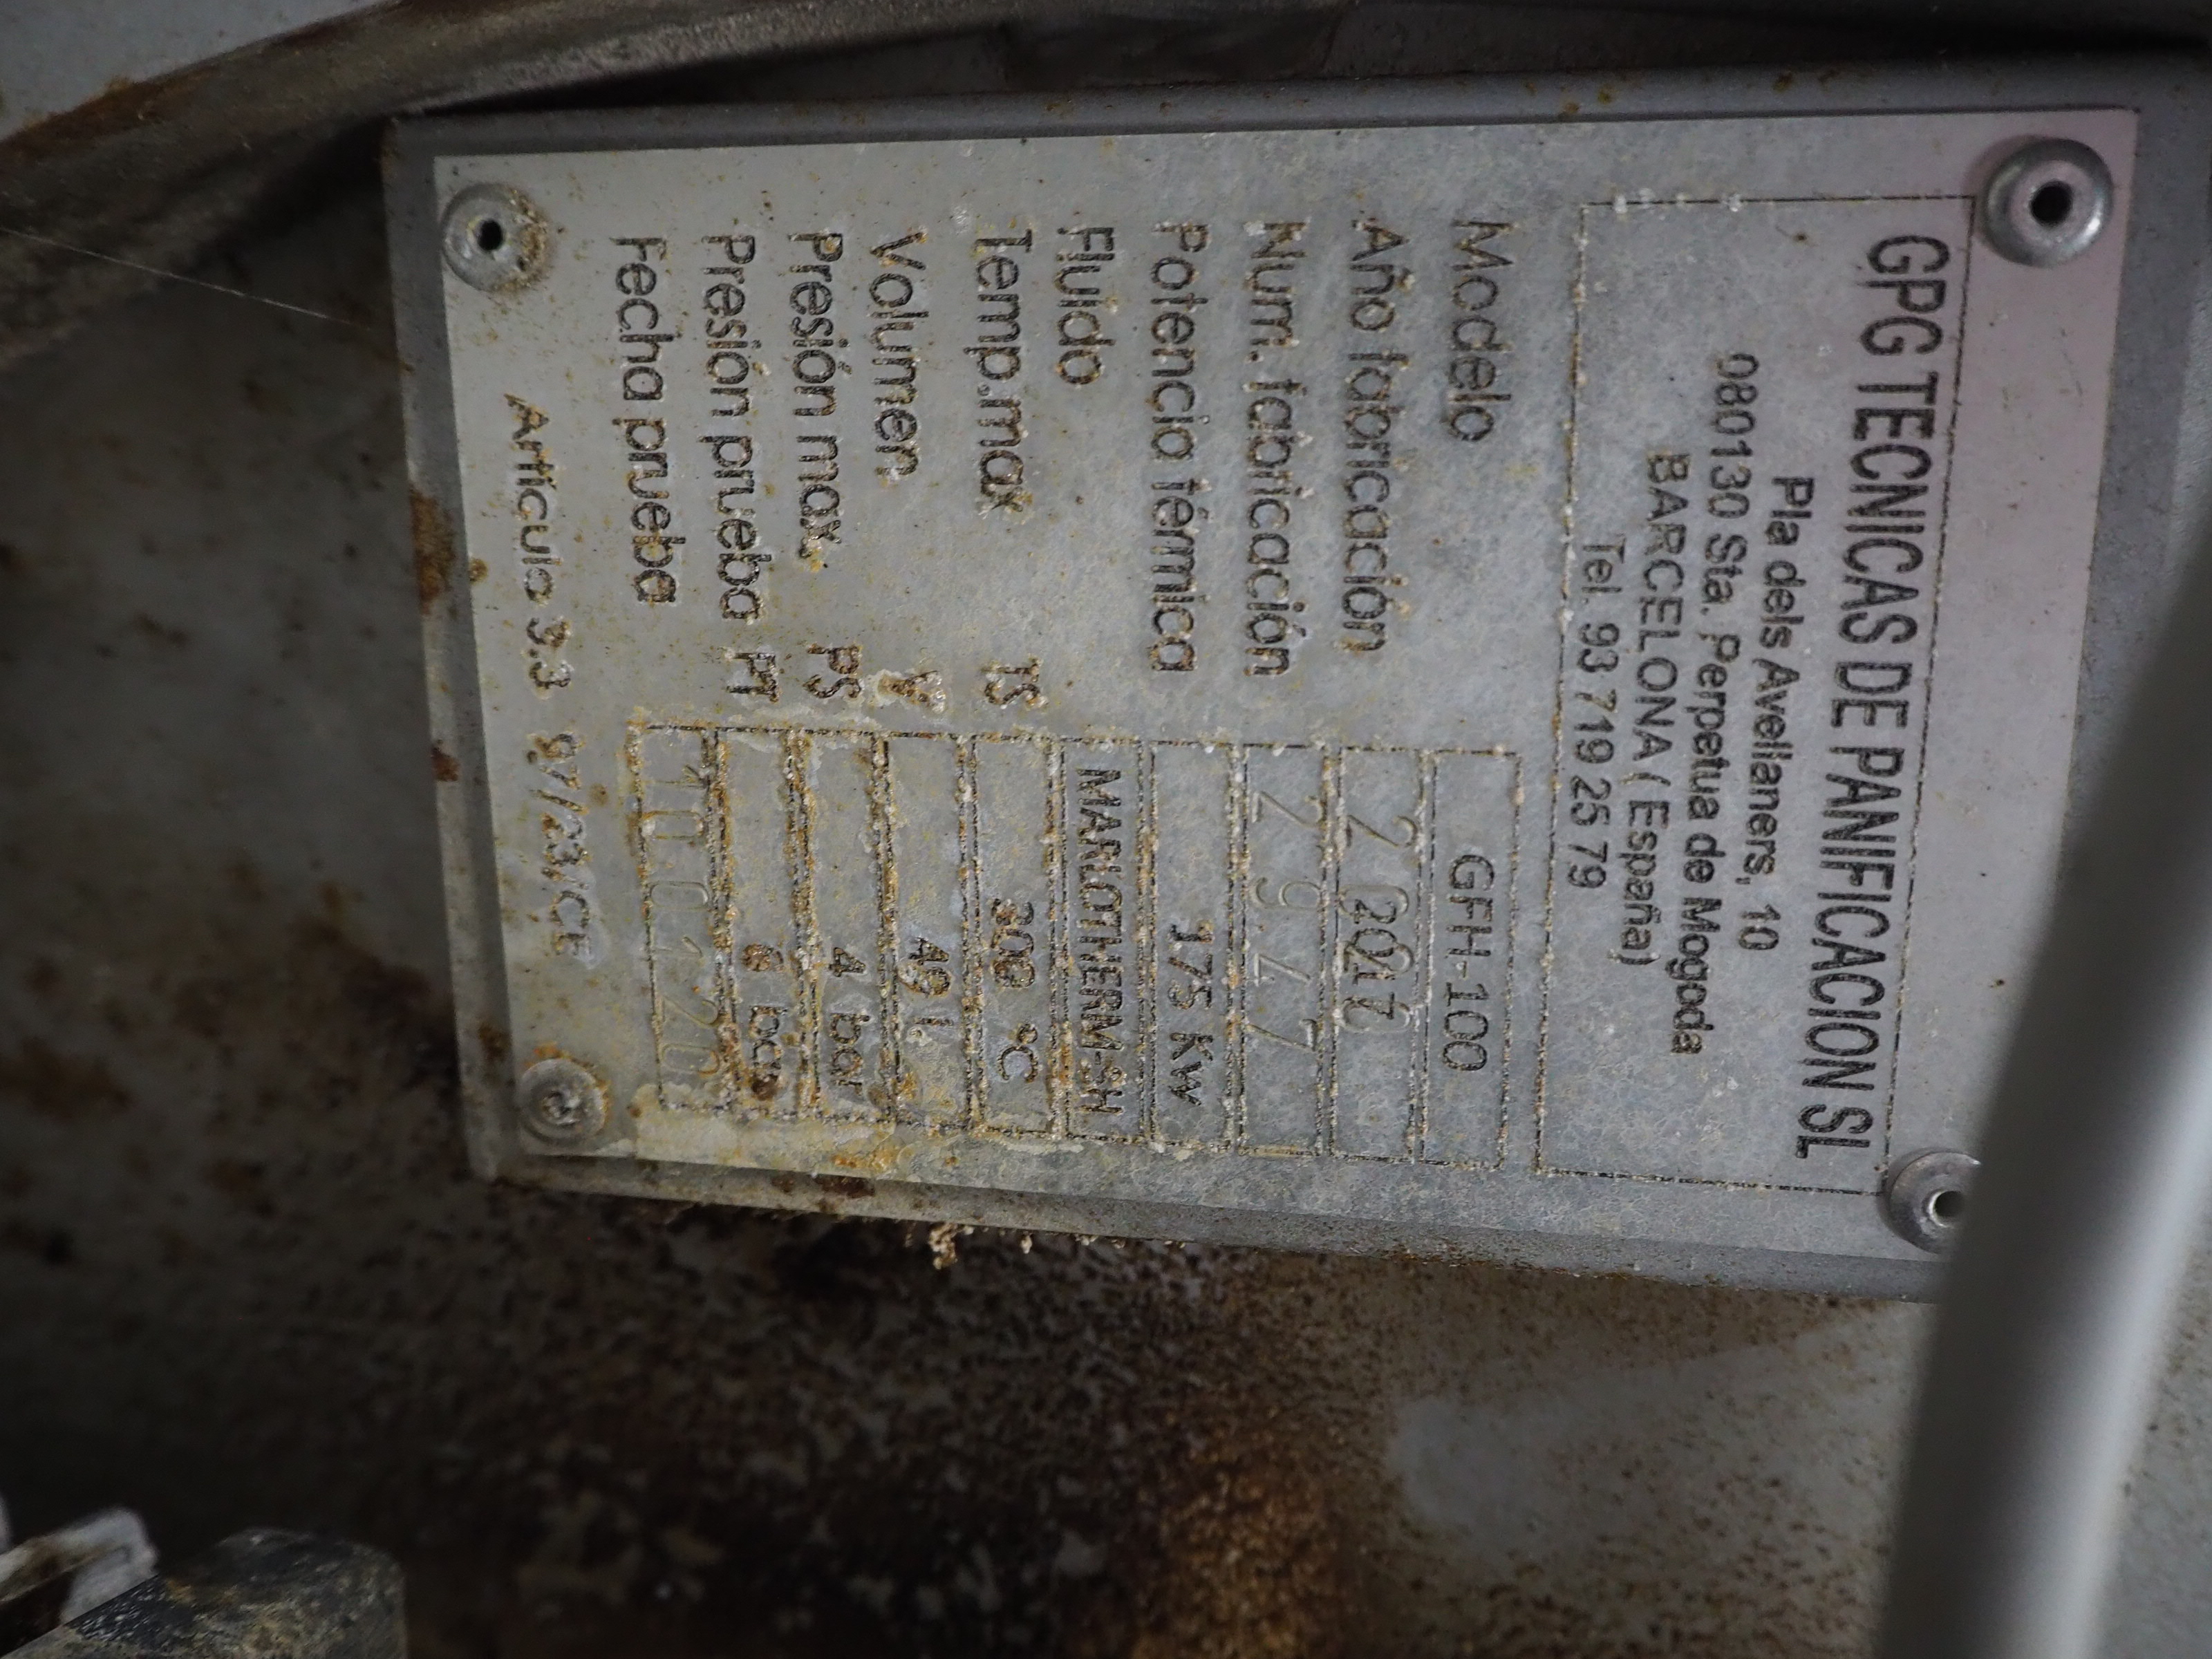 GPG TECNICAS DE PANIFICACION SL
Pla dels Avellaners, 10
080130 Sta. Perpetua de Mogoda
BARCELONA ( España)
Tel. 93 719 25 79
Modelo GFH-100
Año fabricación
Num. fabricación 2947
Potencia térmica 175 Kw
Fluido MARLOTHERM-SH
Temp.max TS 300 °C
Volumen V 49 L
Presión max. PS 4 bar
Presión prueba PT 6 bar
Fecha prueba
Artículo 3.3 97/23/CE